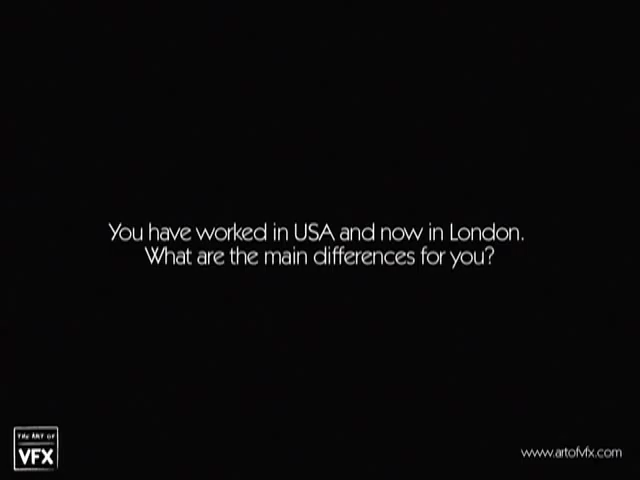 You have worked in USA and now in London.
What are the main differences for you?
THE ART OF
VFX
www.artofvfx.com